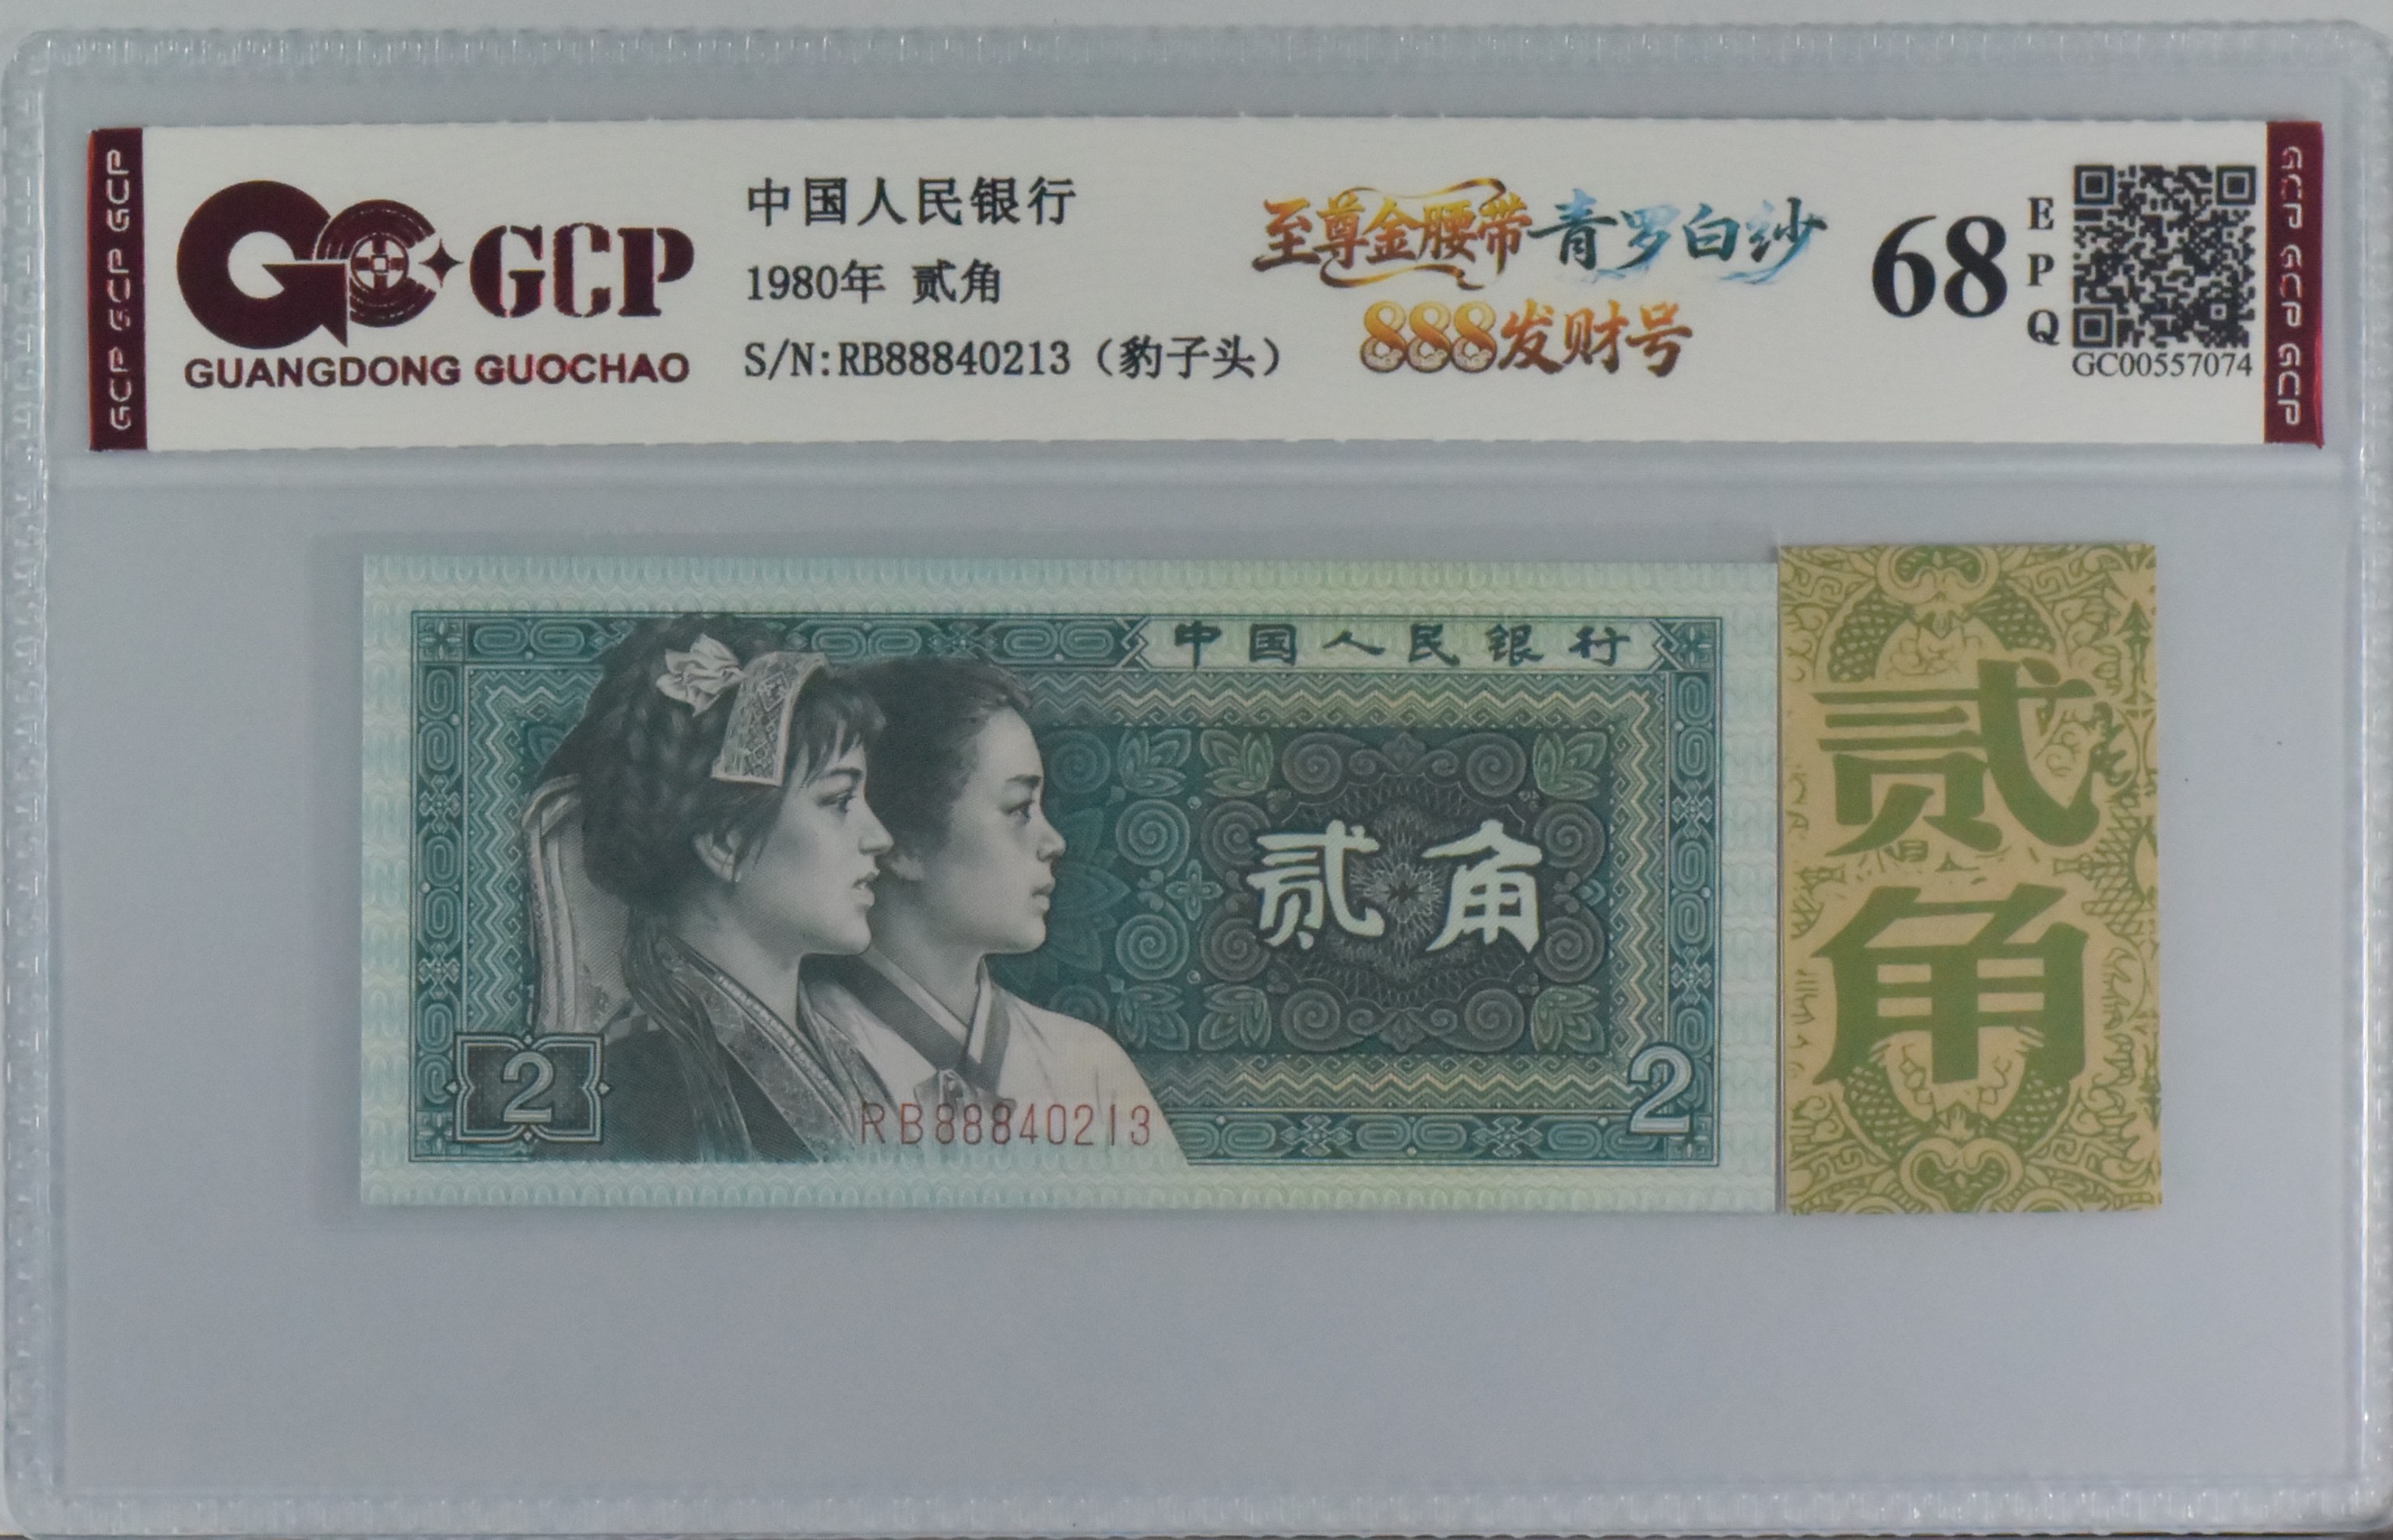 GCP GCP GCP
GCP
GUANGDONG GUOCHAO
中国人民银行
1980年 贰角
S/N:RB88840213（豹子头）
至尊金腰带青罗白纱
888发财号
68
EPQ
GC00557074
GCP GCP GCP
中国人民银行
贰角
2
RB88840213
2
贰角